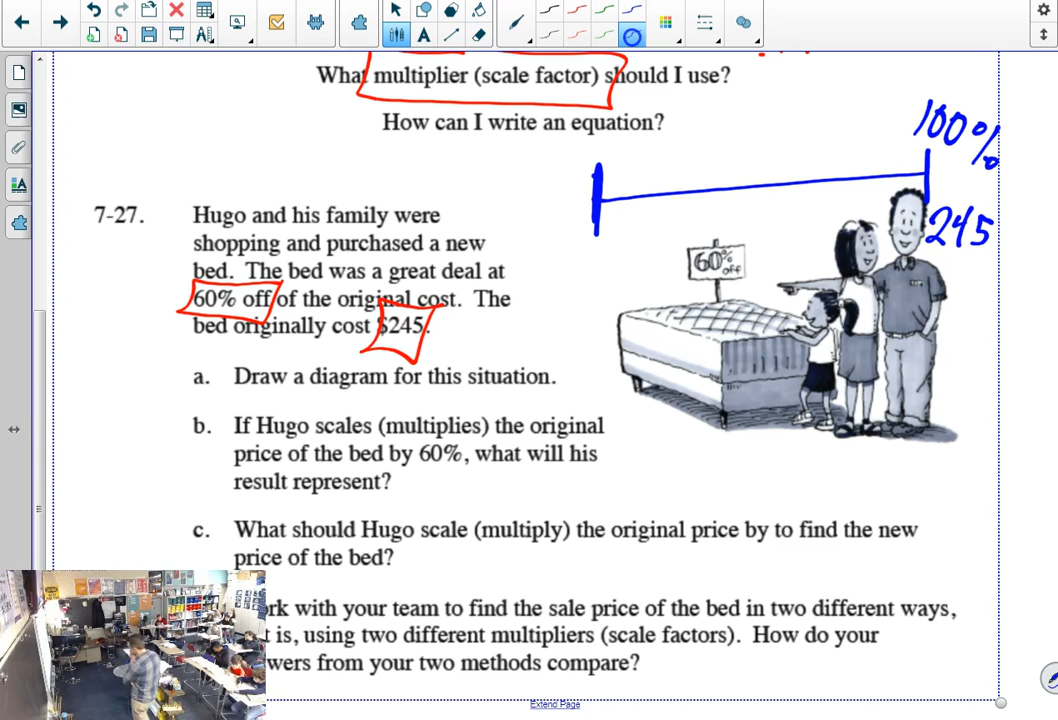 What multiplier (scale factor) should I use?
How can I write an equation?
100%
245
7-27. Hugo and his family were
shopping and purchased a new
bed. The bed was a great deal at
60% off of the original cost. The
bed originally cost $245.
60%
off
a. Draw a diagram for this situation.
b. If Hugo scales (multiplies) the original
price of the bed by 60%, what will his
result represent?
c. What should Hugo scale (multiply) the original price by to find the new
price of the bed?
rk with your team to find the sale price of the bed in two different ways,
t is, using two different multipliers (scale factors). How do your
wers from your two methods compare?
Extend Page